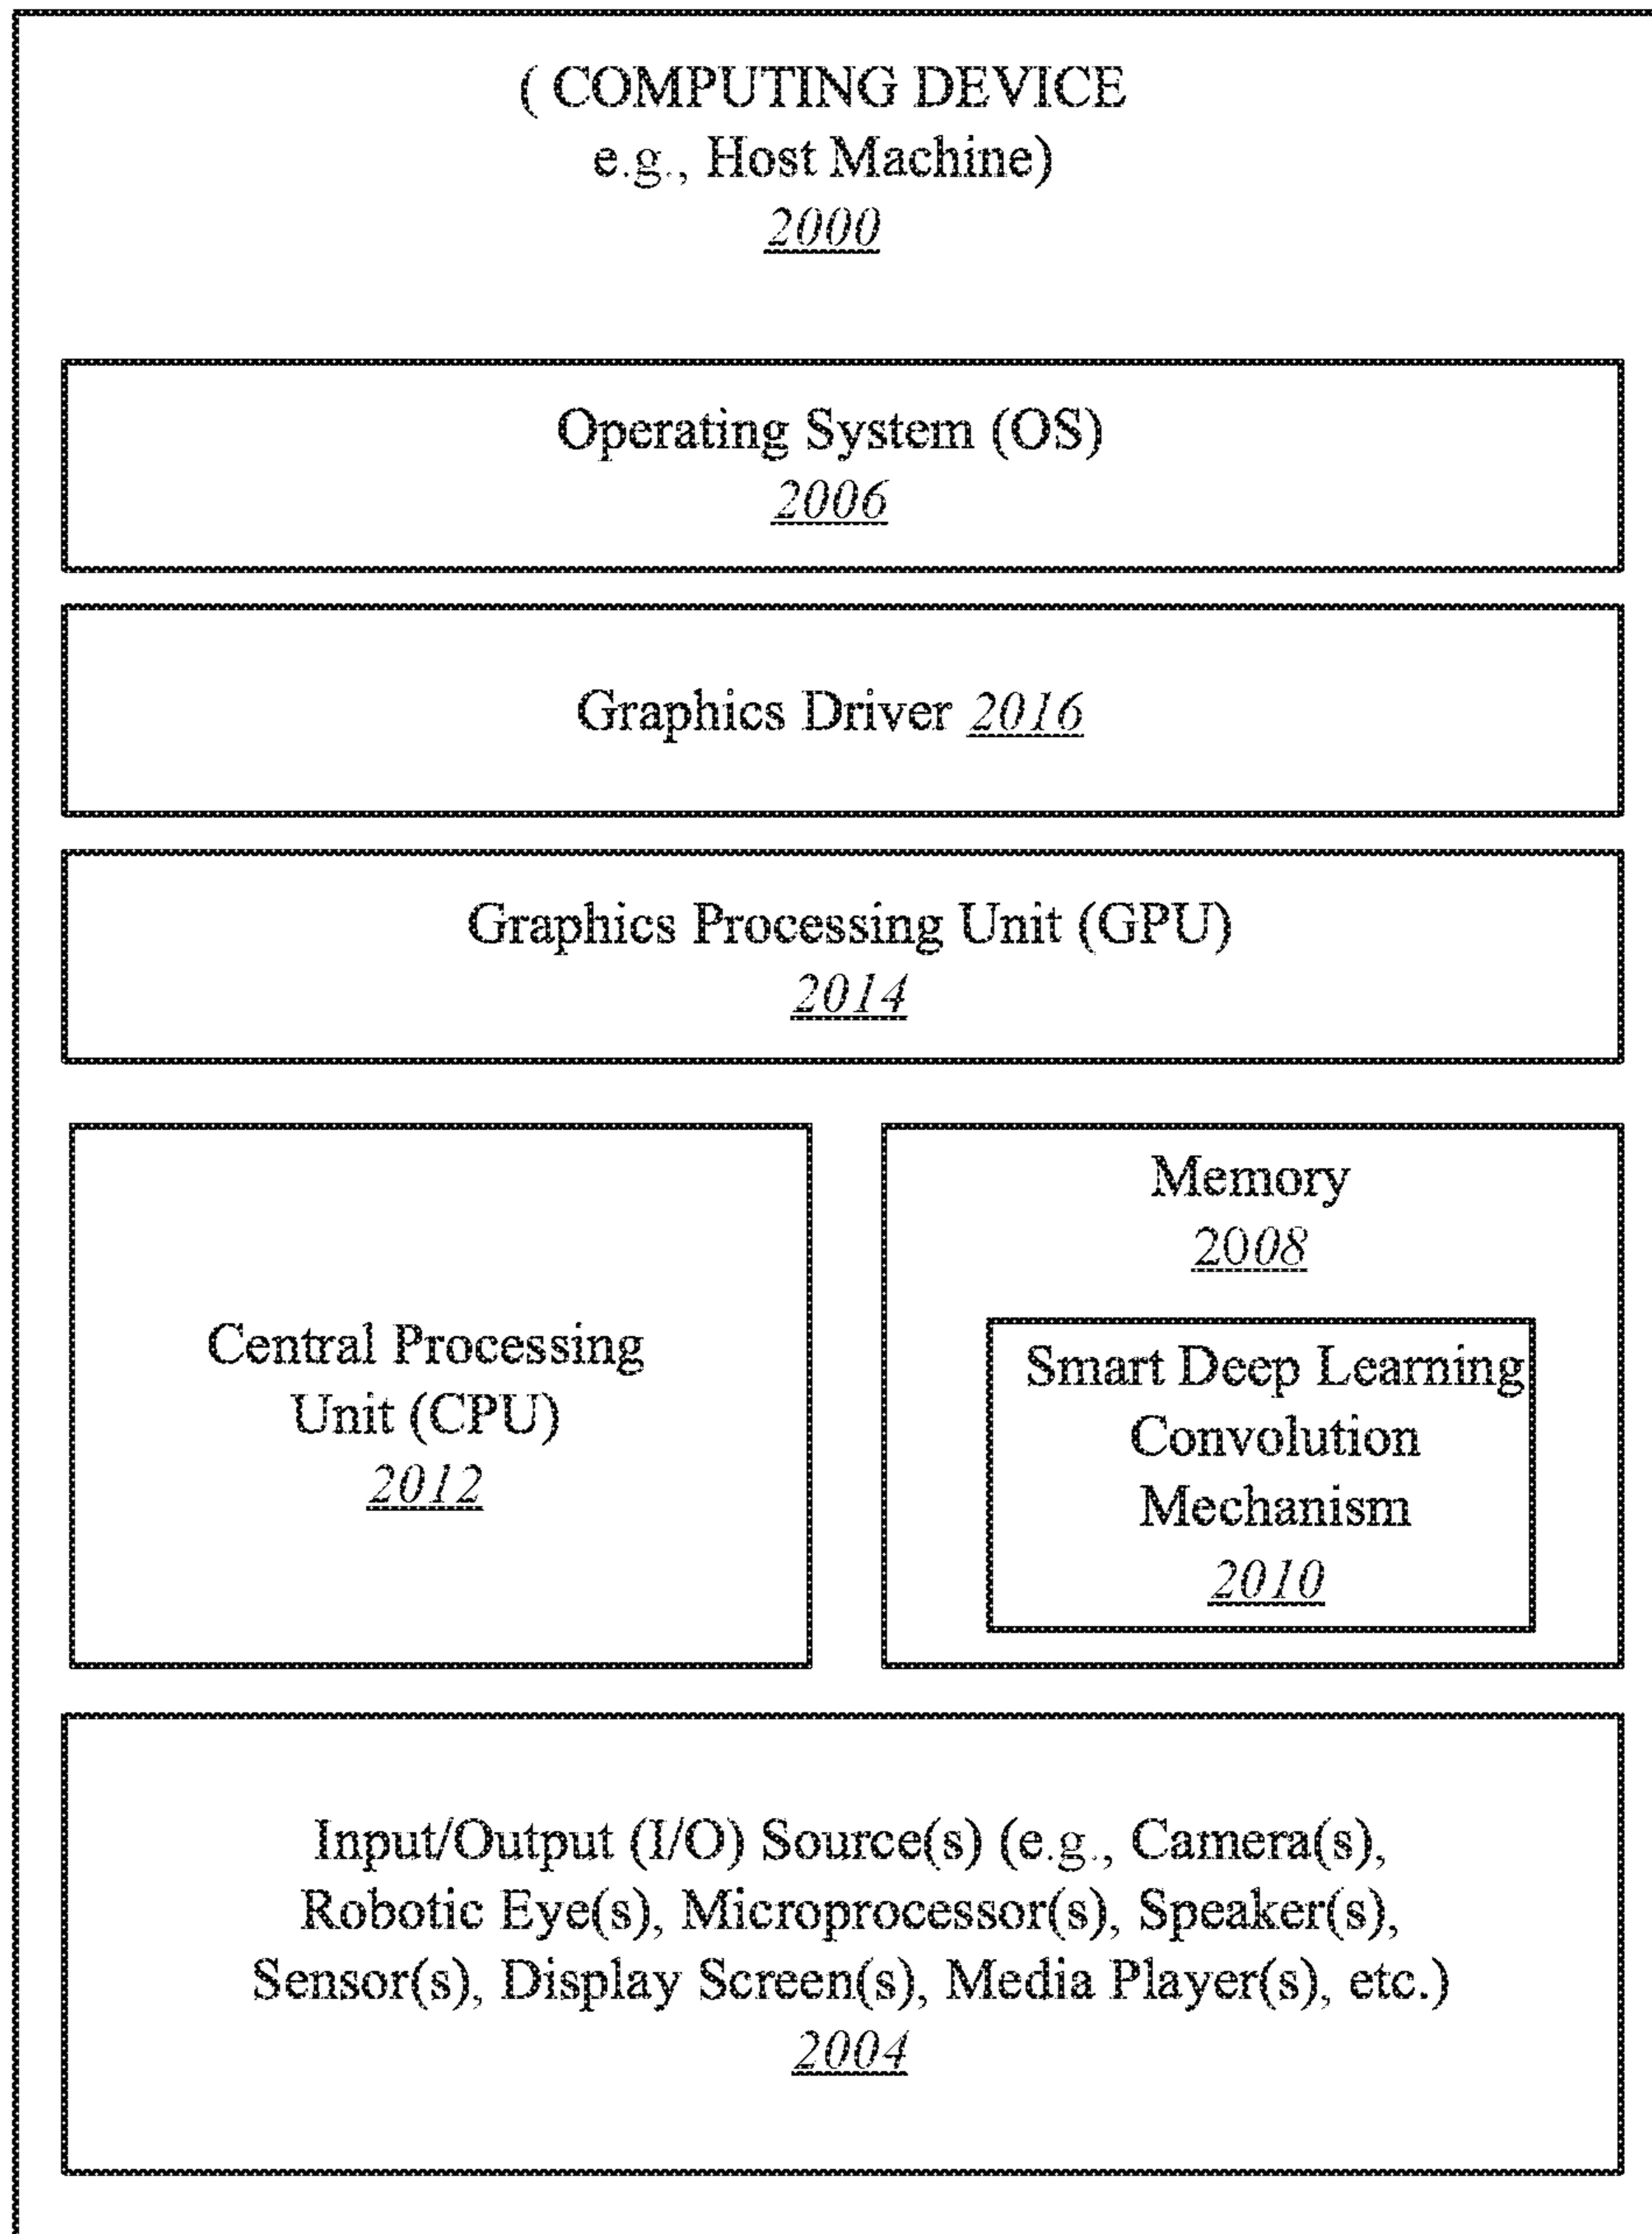 ( COMPUTING DEVICE
e.g., Host Machine)
2000
Operating System (OS)
2006
Graphics Driver 2016
Graphics Processing Unit (GPU)
2014
Central Processing
Unit (CPU)
2012
Memory
2008
Smart Deep Learning
Convolution
Mechanism
2010
Input/Output (I/O) Source(s) (e.g., Camera(s),
Robotic Eye(s), Microprocessor(s), Speaker(s),
Sensor(s), Display Screen(s), Media Player(s), etc.)
2004